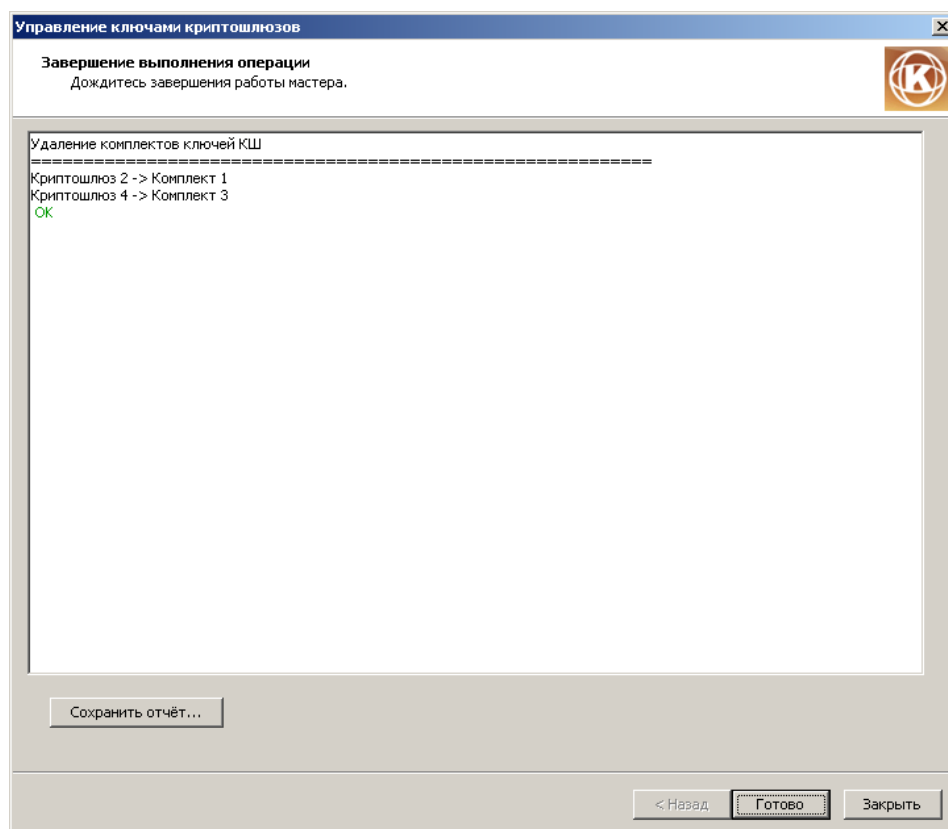 Управление ключами криптошлюзов
Завершение выполнения операции
Дождитесь завершения работы мастера.
K
Удаление комплектов ключей КШ
===========================================================
Криптошлюз 2 -> Комплект 1
Криптошлюз 4 -> Комплект 3
OK
Сохранить отчёт...
< Назад
Готово
Закрыть